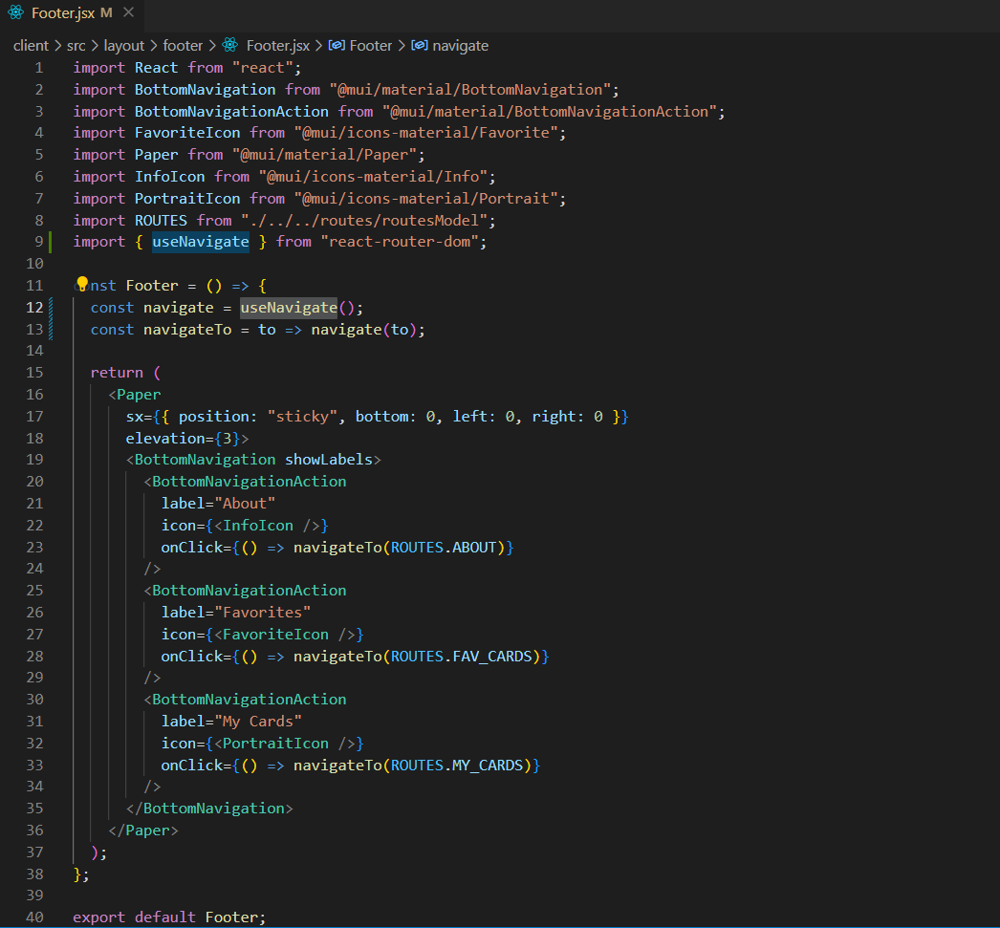 Footer.jsx M ×
client > src > layout > footer > Footer.jsx > Footer > navigate
1 import React from "react";
2 import BottomNavigation from "@mui/material/BottomNavigation";
3 import BottomNavigationAction from "@mui/material/BottomNavigationAction";
4 import FavoriteIcon from "@mui/icons-material/Favorite";
5 import Paper from "@mui/material/Paper";
6 import InfoIcon from "@mui/icons-material/Info";
7 import PortraitIcon from "@mui/icons-material/Portrait";
8 import ROUTES from "./../../routes/routesModel";
9 import { useNavigate } from "react-router-dom";
10
11 nst Footer = () => {
12   const navigate = useNavigate();
13   const navigateTo = to => navigate(to);
14
15   return (
16     <Paper
17       sx={{ position: "sticky", bottom: 0, left: 0, right: 0 }}
18       elevation={3}>
19       <BottomNavigation showLabels>
20         <BottomNavigationAction
21           label="About"
22           icon={<InfoIcon />}
23           onClick={() => navigateTo(ROUTES.ABOUT)}
24         />
25         <BottomNavigationAction
26           label="Favorites"
27           icon={<FavoriteIcon />}
28           onClick={() => navigateTo(ROUTES.FAV_CARDS)}
29         />
30         <BottomNavigationAction
31           label="My Cards"
32           icon={<PortraitIcon />}
33           onClick={() => navigateTo(ROUTES.MY_CARDS)}
34         />
35       </BottomNavigation>
36     </Paper>
37   );
38 };
39
40 export default Footer;